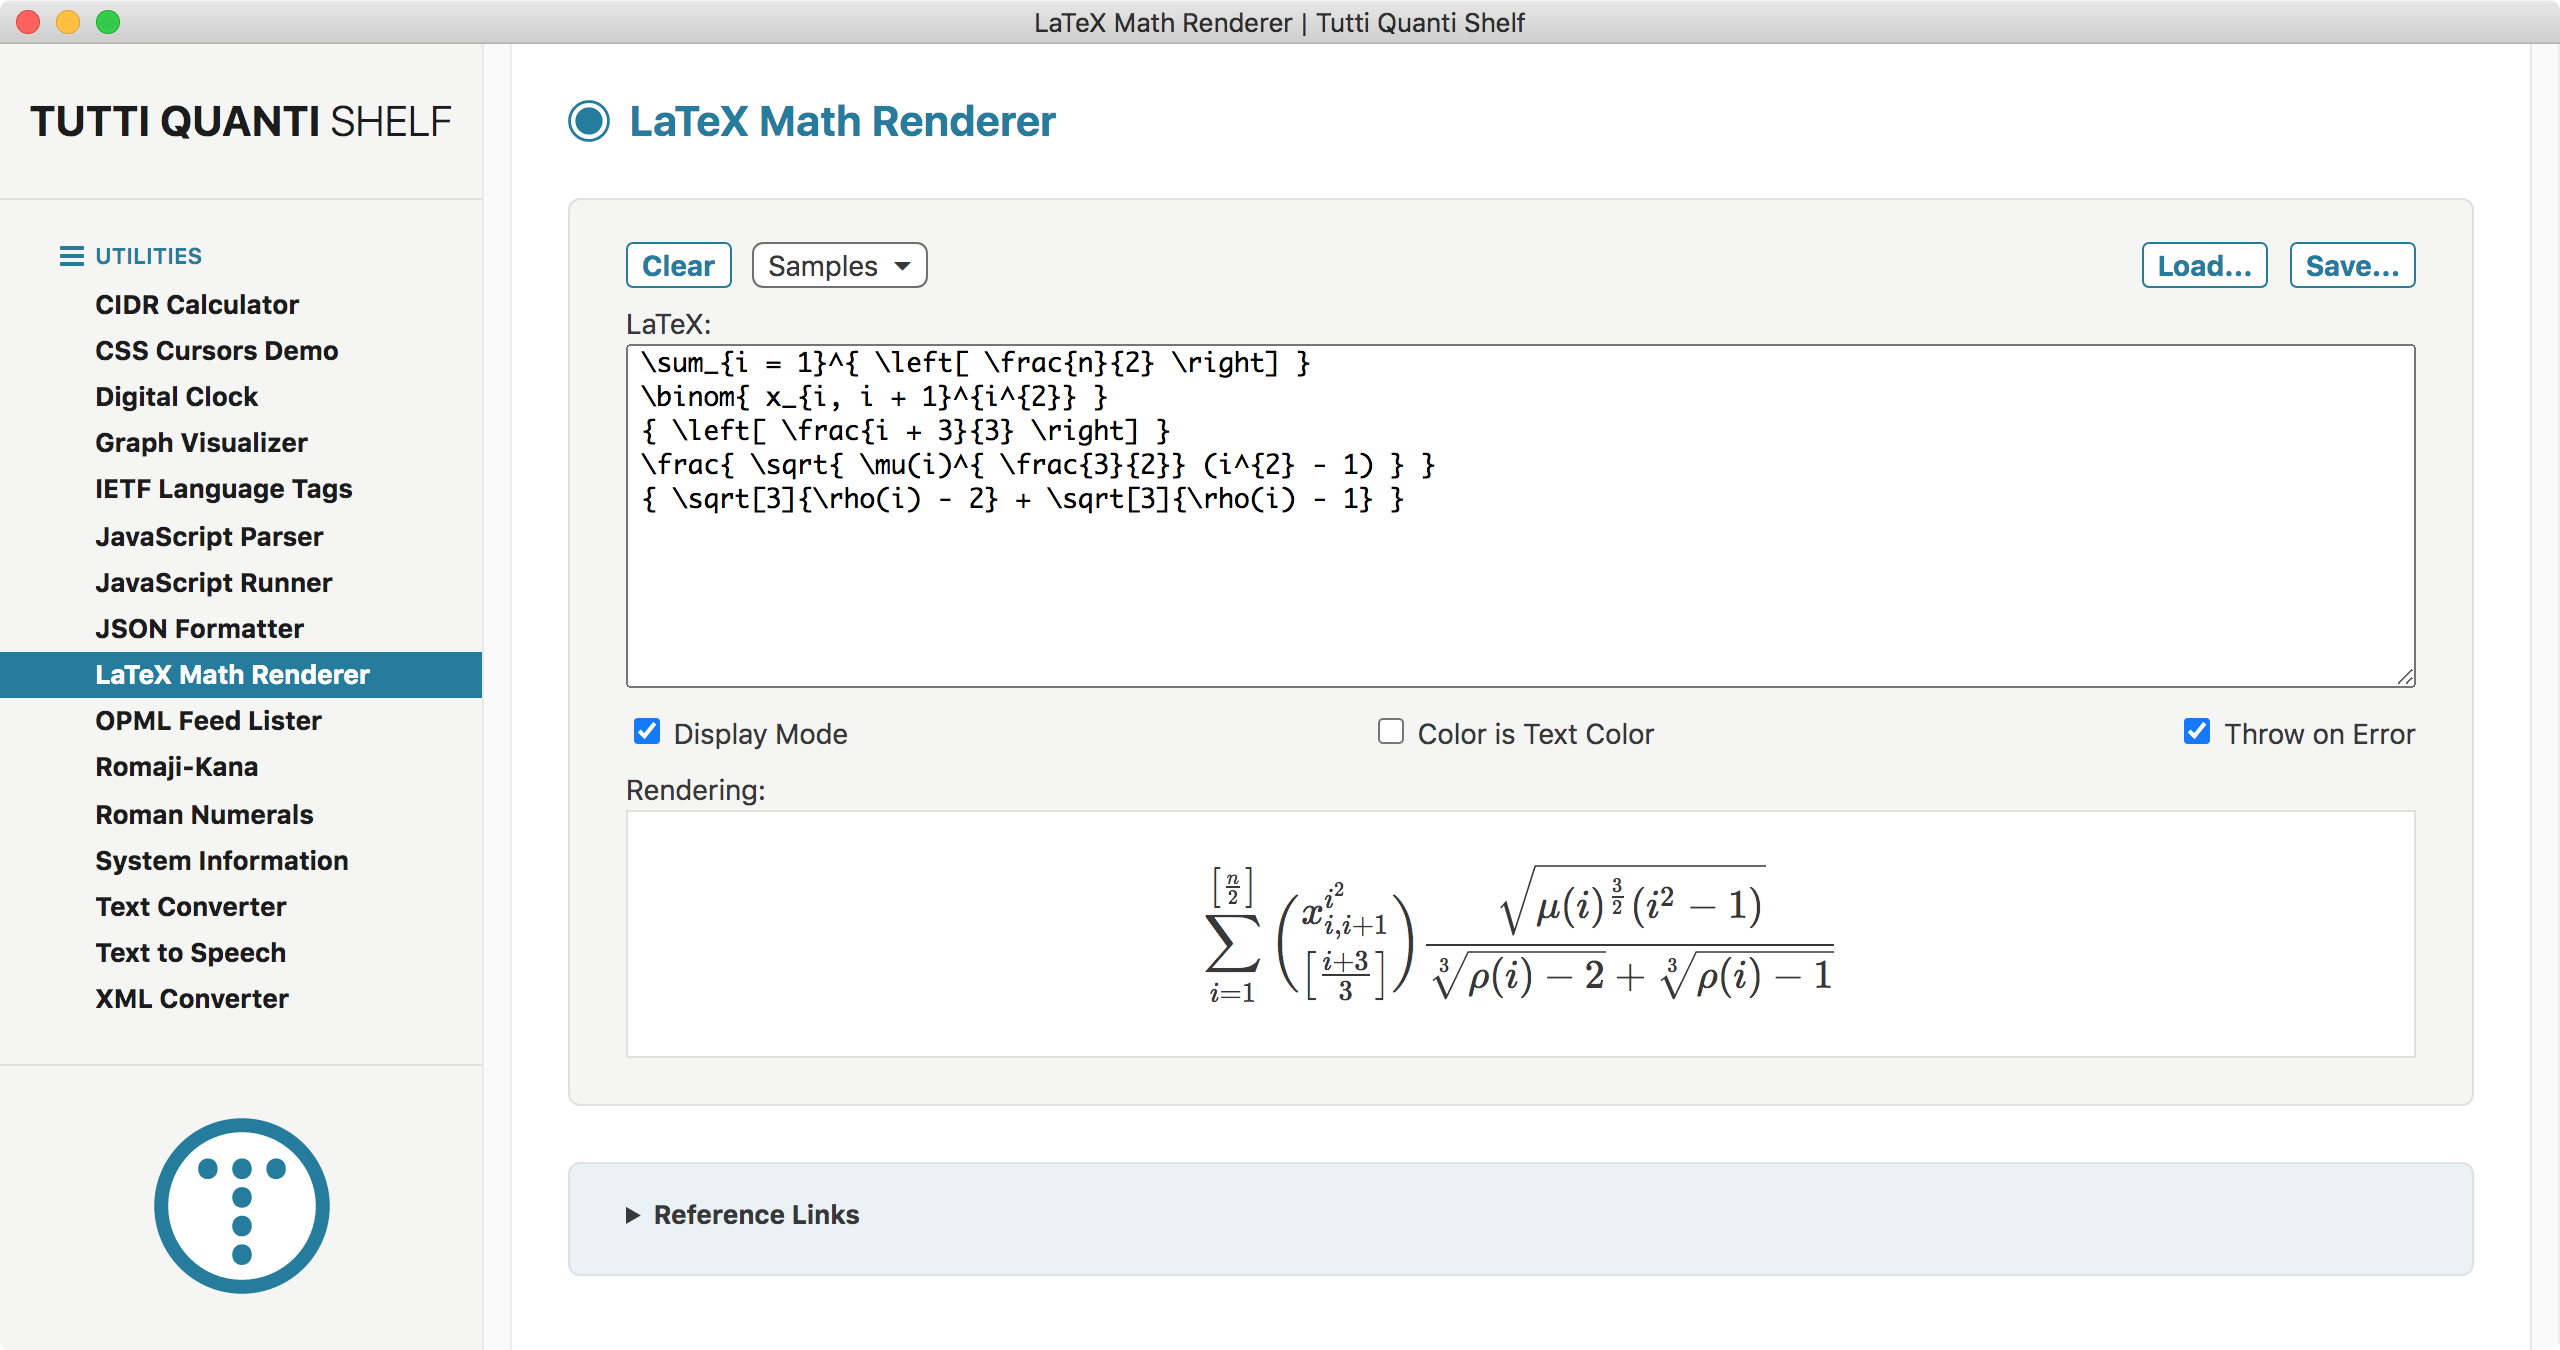 LaTeX Math Renderer | Tutti Quanti Shelf
TUTTI QUANTI SHELF
UTILITIES
CIDR Calculator
CSS Cursors Demo
Digital Clock
Graph Visualizer
IETF Language Tags
JavaScript Parser
JavaScript Runner
JSON Formatter
LaTeX Math Renderer
OPML Feed Lister
Romaji-Kana
Roman Numerals
System Information
Text Converter
Text to Speech
XML Converter
LaTeX Math Renderer
Clear Samples Load... Save...
LaTeX:
\sum_{i = 1}^{ \left[ \frac{n}{2} \right] }
\binom{ x_{i, i + 1}^{i^{2}} }
{ \left[ \frac{i + 3}{3} \right] }
\frac{ \sqrt{ \mu(i)^{ \frac{3}{2}} (i^{2} - 1) } }
{ \sqrt[3]{\rho(i) - 2} + \sqrt[3]{\rho(i) - 1} }
Display Mode Color is Text Color Throw on Error
Rendering:
\sum_{i=1}^{\left[\frac{n}{2}\right]} \binom{x_{i,i+1}^{i^{2}}}{\left[\frac{i+3}{3}\right]} \frac{\sqrt{\mu(i)^{\frac{3}{2}}(i^{2}-1)}}{\sqrt[3]{\rho(i)-2}+\sqrt[3]{\rho(i)-1}}
Reference Links